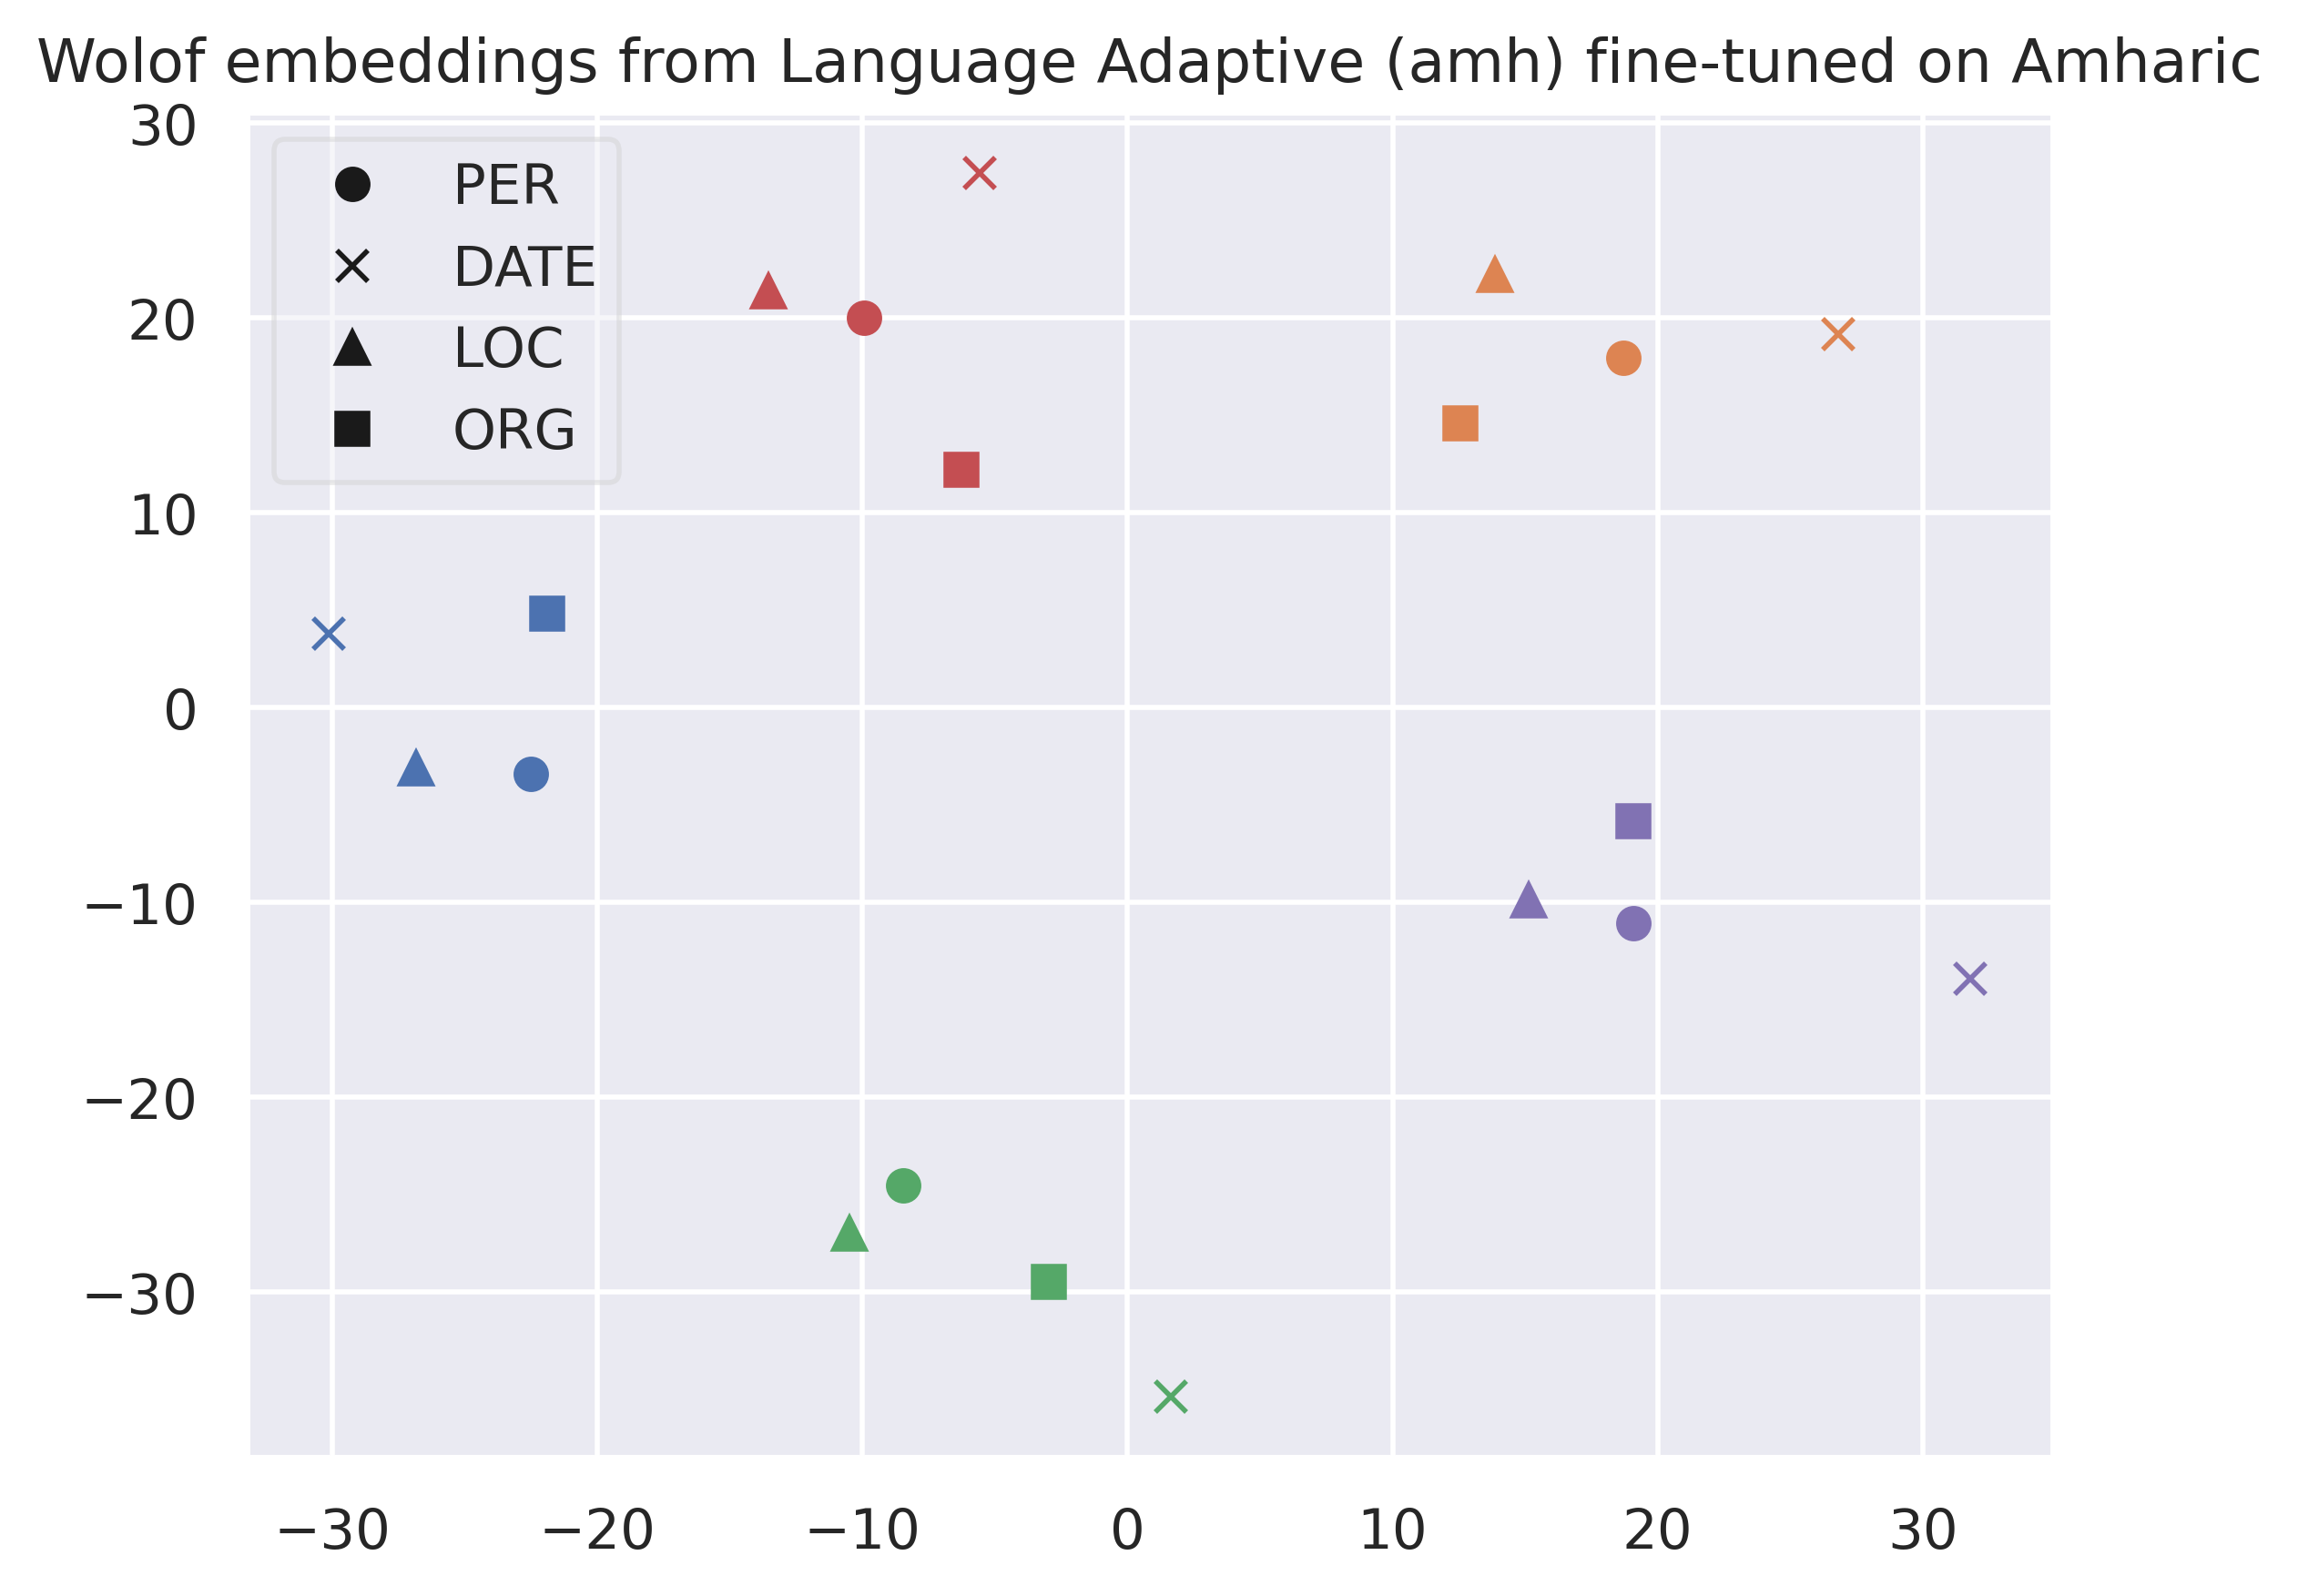 Wolof embeddings from Language Adaptive (amh) fine-tuned on Amharic
30
20
10
0
−10
−20
−30
PER
DATE
LOC
ORG
−30 −20 −10 0 10 20 30